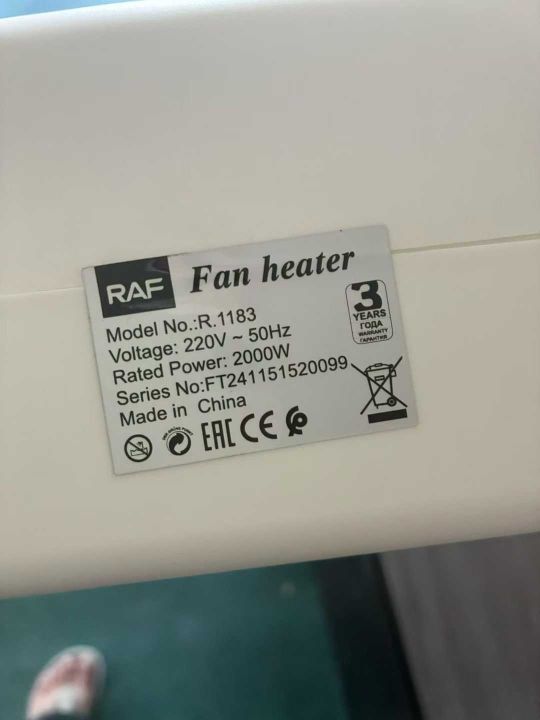 RAF
Fan heater
Model No.:R.1183
Voltage: 220V ~ 50Hz
Rated Power: 2000W
Series No:FT241151520099
Made in China
3
YEARS
ГОДА
WARRANTY
ГАРАНТИЯ
EAC CE